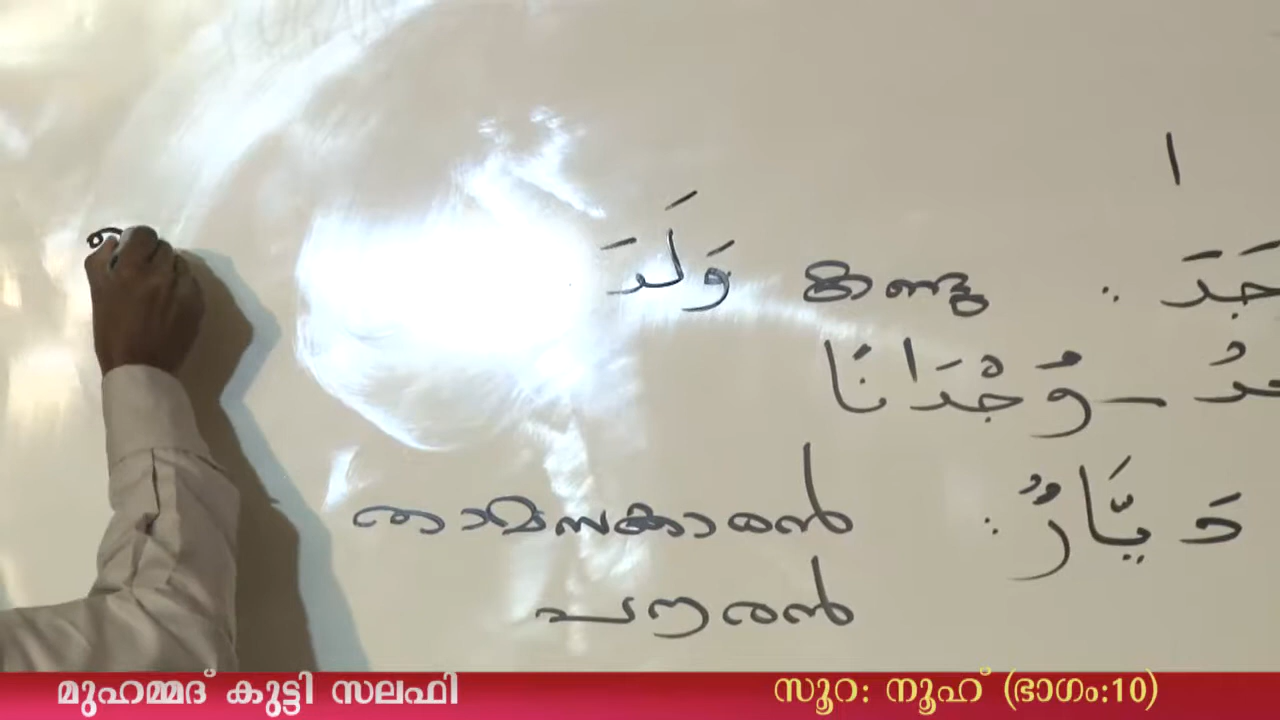 جَدَ : കണ്ടു وَلَدَ
دُ – وُجْدَانًا
دَيَّارٌ : താമസക്കാരൻ
പൗരൻ
മുഹമ്മദ് കുട്ടി സലഫി
സൂറ: നൂഹ് (ഭാഗം:10)